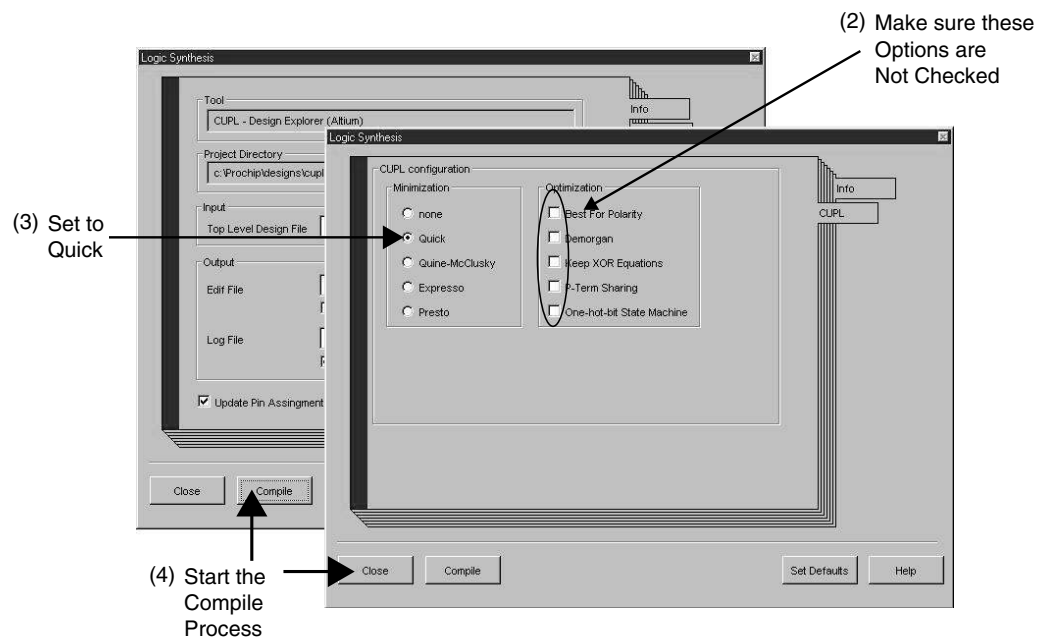 (2) Make sure these
Options are
Not Checked
Logic Synthesis
Info
Tool
CUPL - Design Explorer (Altium)
Project Directory
c:\Prochip\designs\cupl
Input
Top Level Design File
Output
Edif File
Log File
Update Pin Assingment
Close
Compile
Logic Synthesis
Info
CUPL
CUPL configuration
Minimization
none
Quick
Quine-McClusky
Expresso
Presto
Optimization
Best For Polarity
Demorgan
Keep XOR Equations
P-Term Sharing
One-hot-bit State Machine
Close
Compile
Set Defaults
Help
(3) Set to
Quick
(4) Start the
Compile
Process